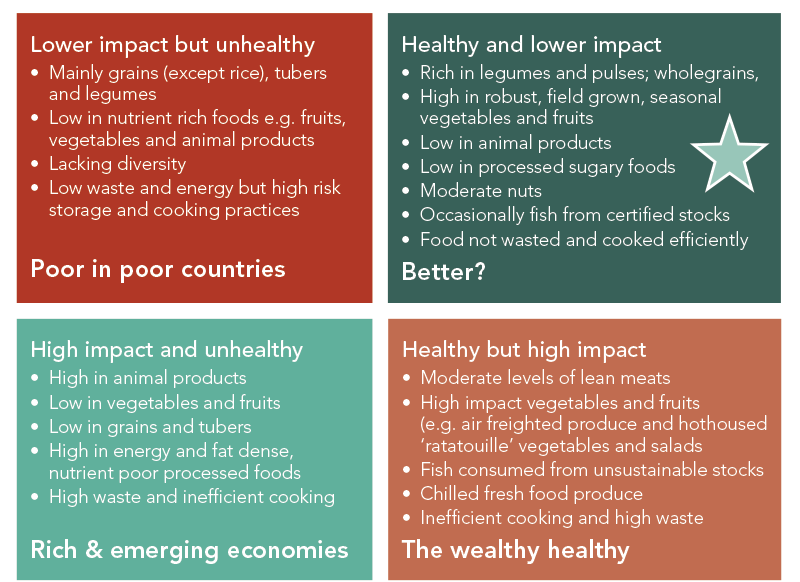 Lower impact but unhealthy
• Mainly grains (except rice), tubers
and legumes
• Low in nutrient rich foods e.g. fruits,
vegetables and animal products
• Lacking diversity
• Low waste and energy but high risk
storage and cooking practices
Poor in poor countries
Healthy and lower impact
• Rich in legumes and pulses; wholegrains,
• High in robust, field grown, seasonal
vegetables and fruits
• Low in animal products
• Low in processed sugary foods
• Moderate nuts
• Occasionally fish from certified stocks
• Food not wasted and cooked efficiently
Better?
High impact and unhealthy
• High in animal products
• Low in vegetables and fruits
• Low in grains and tubers
• High in energy and fat dense,
nutrient poor processed foods
• High waste and inefficient cooking
Rich & emerging economies
Healthy but high impact
• Moderate levels of lean meats
• High impact vegetables and fruits
(e.g. air freighted produce and hothoused
‘ratatouille’ vegetables and salads
• Fish consumed from unsustainable stocks
• Chilled fresh food produce
• Inefficient cooking and high waste
The wealthy healthy